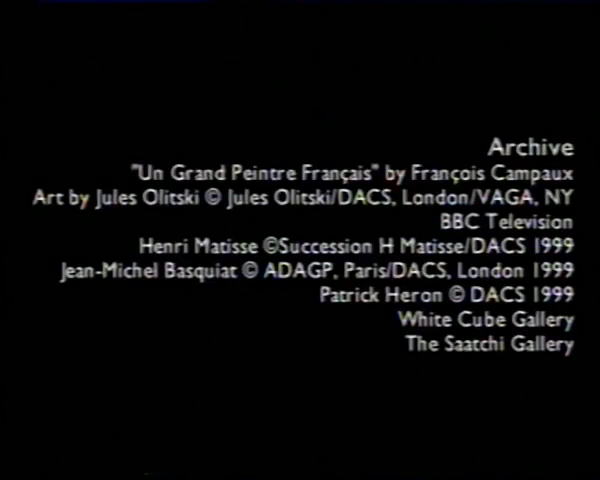 Archive
"Un Grand Peintre Français" by François Campaux
Art by Jules Olitski © Jules Olitski/DACS, London/VAGA, NY
BBC Television
Henri Matisse ©Succession H Matisse/DACS 1999
Jean-Michel Basquiat © ADAGP, Paris/DACS, London 1999
Patrick Heron © DACS 1999
White Cube Gallery
The Saatchi Gallery